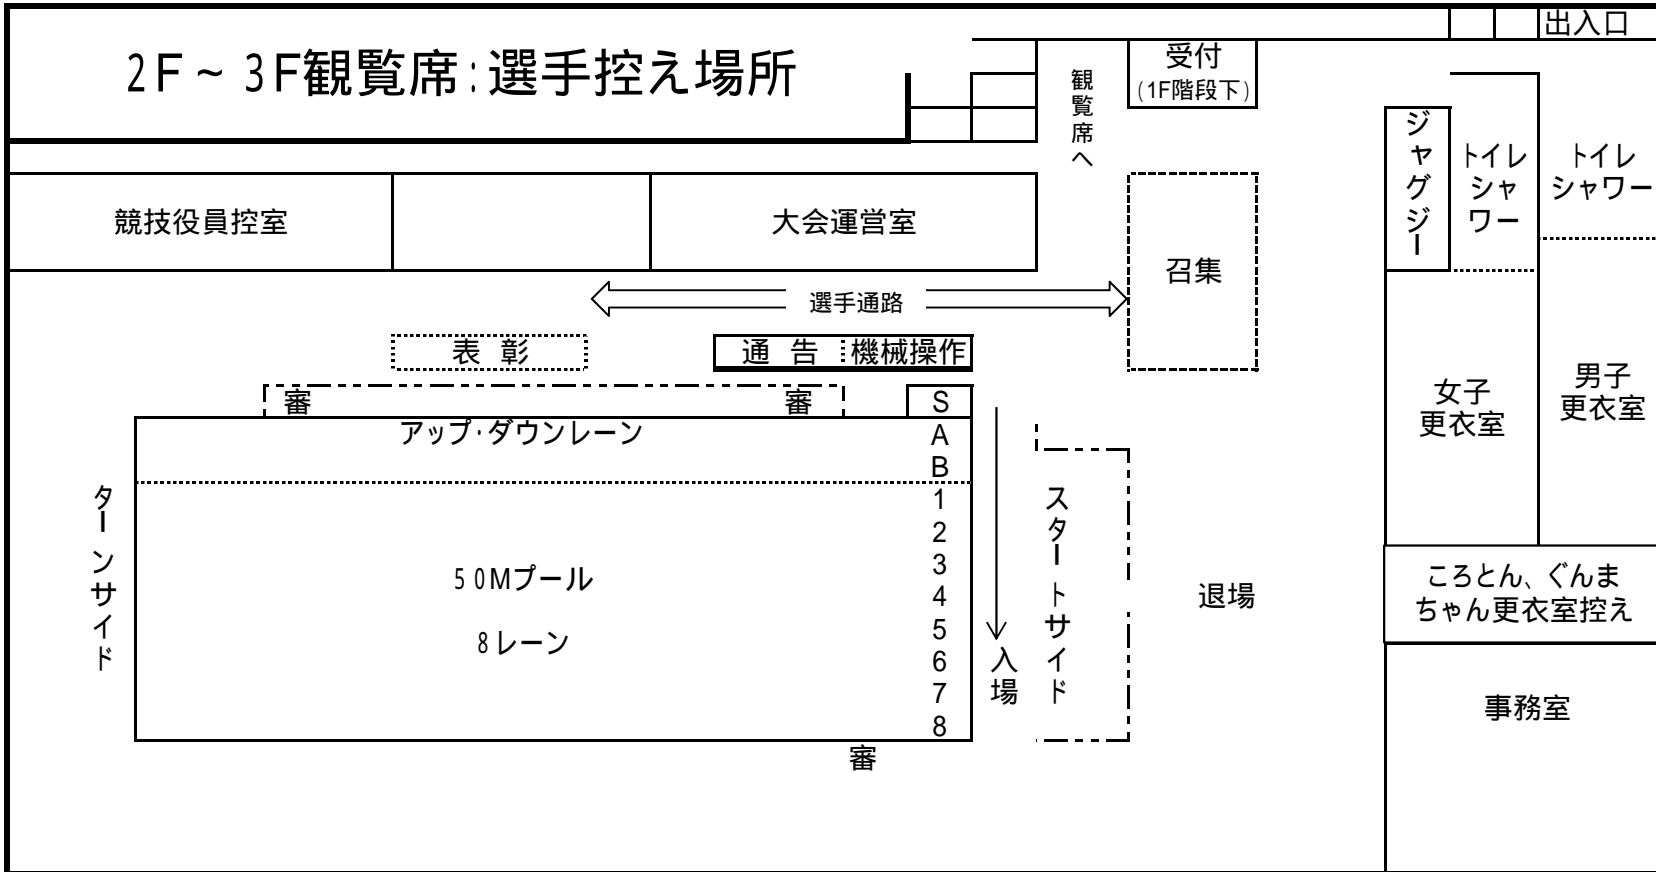 出入口
2F~3F観覧席:選手控え場所
受付
(1F階段下)
観覧席へ
ジャグジー
トイレ
シャ
ワー
トイレ
シャワー
競技役員控室
大会運営室
召集
選手通路
表 彰
通 告
機械操作
女子
更衣室
男子
更衣室
審
審
S
アップ・ダウンレーン
A
B
ターンサイド
1
2
3
4
5
6
7
8
50Mプール
8レーン
入場
スタートサイド
退場
ころとん、ぐんま
ちゃん更衣室控え
事務室
審